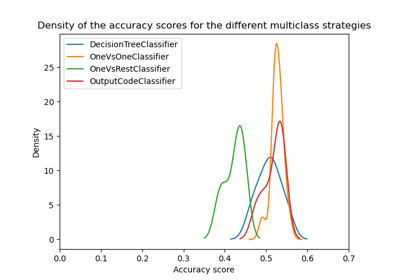 Density of the accuracy scores for the different multiclass strategies
DecisionTreeClassifier
OneVsOneClassifier
OneVsRestClassifier
OutputCodeClassifier
25
20
15
10
5
0
Density
0.0 0.1 0.2 0.3 0.4 0.5 0.6 0.7
Accuracy score